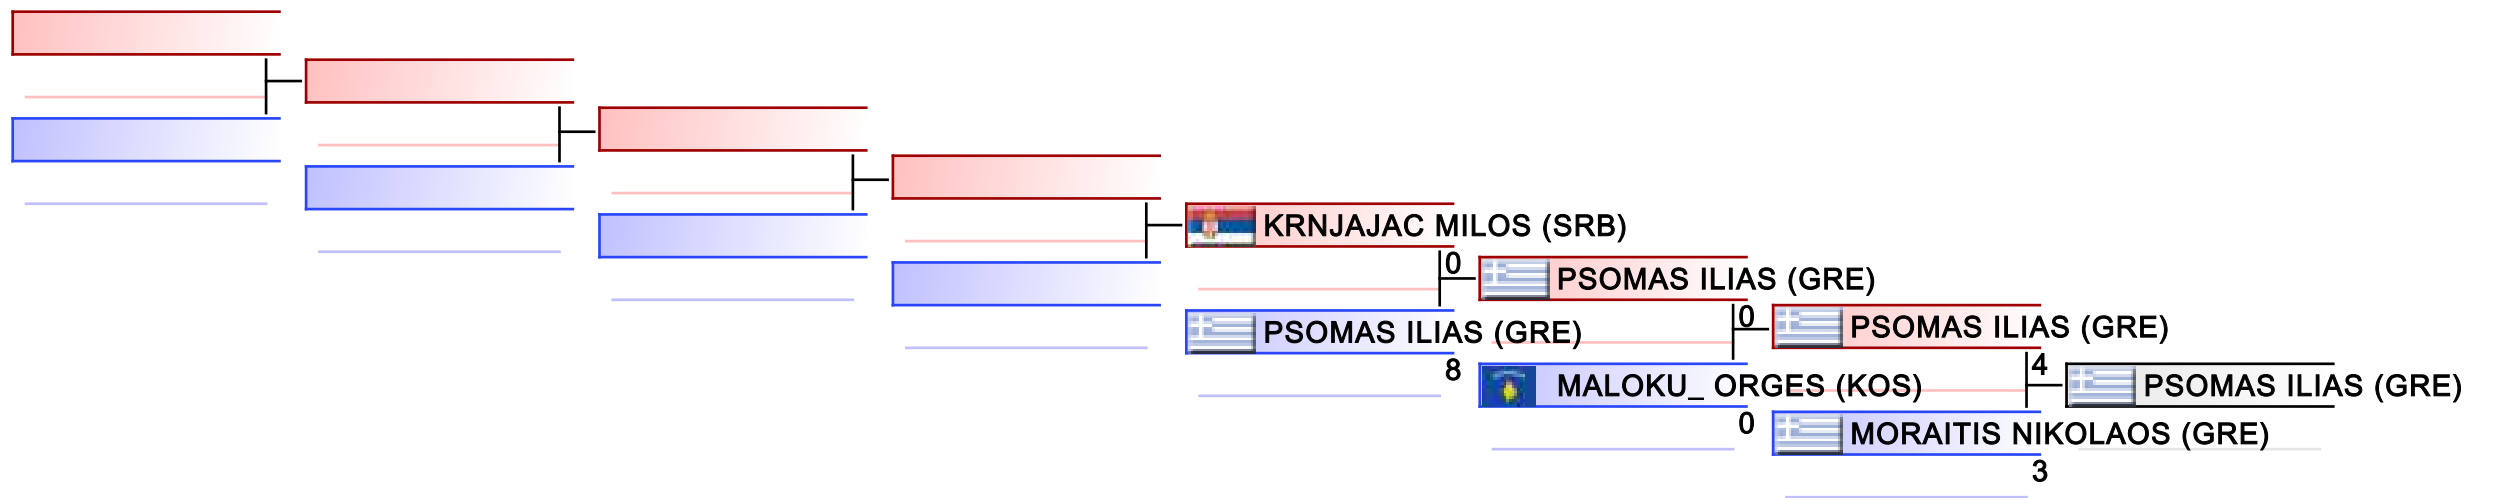 KRNJAJAC MILOS (SRB)
0
PSOMAS ILIAS (GRE)
PSOMAS ILIAS (GRE)
8
0
PSOMAS ILIAS (GRE)
MALOKU_ ORGES (KOS)
0
4
PSOMAS ILIAS (GRE)
MORAITIS NIKOLAOS (GRE)
3